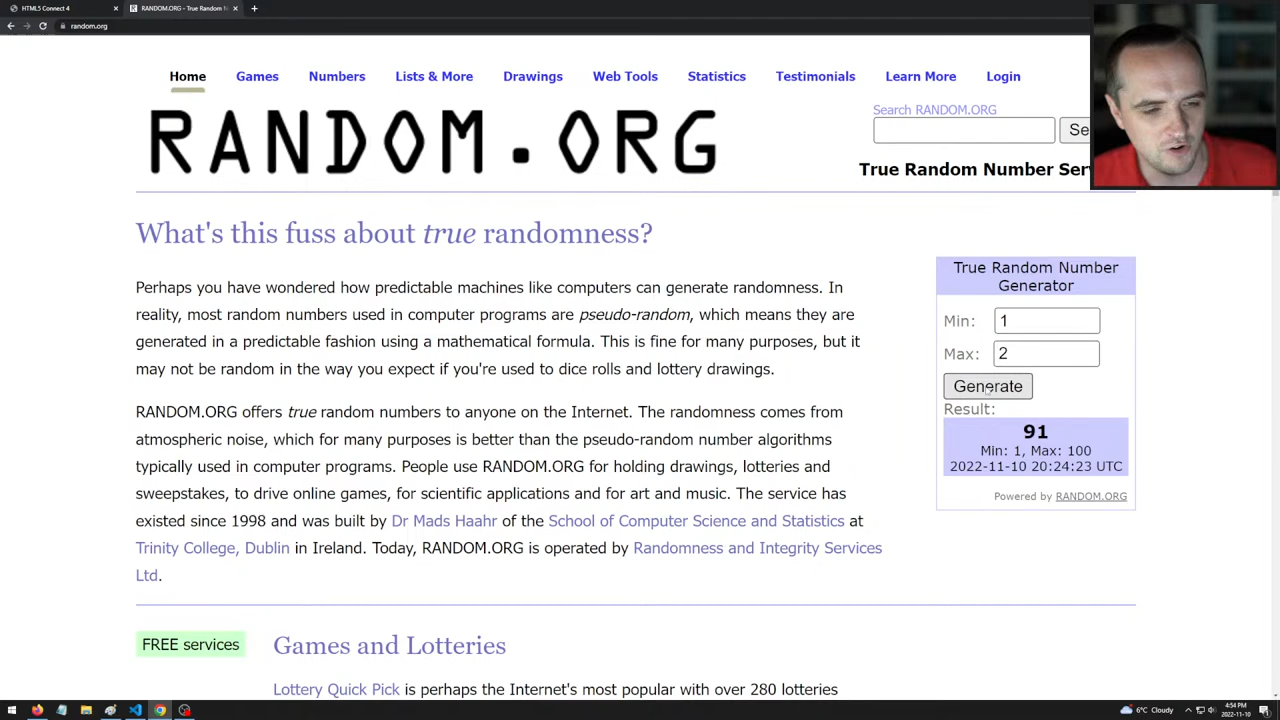 HTML5 Connect 4
RANDOM.ORG - True Random N
random.org
Home Games Numbers Lists & More Drawings Web Tools Statistics Testimonials Learn More Login
RANDOM.ORG
Search RANDOM.ORG
Se
True Random Number Ser
What's this fuss about true randomness?
Perhaps you have wondered how predictable machines like computers can generate randomness. In
reality, most random numbers used in computer programs are pseudo-random, which means they are
generated in a predictable fashion using a mathematical formula. This is fine for many purposes, but it
may not be random in the way you expect if you're used to dice rolls and lottery drawings.
RANDOM.ORG offers true random numbers to anyone on the Internet. The randomness comes from
atmospheric noise, which for many purposes is better than the pseudo-random number algorithms
typically used in computer programs. People use RANDOM.ORG for holding drawings, lotteries and
sweepstakes, to drive online games, for scientific applications and for art and music. The service has
existed since 1998 and was built by Dr Mads Haahr of the School of Computer Science and Statistics at
Trinity College, Dublin in Ireland. Today, RANDOM.ORG is operated by Randomness and Integrity Services
Ltd.
True Random Number
Generator
Min: 1
Max: 2
Generate
Result:
91
Min: 1, Max: 100
2022-11-10 20:24:23 UTC
Powered by RANDOM.ORG
FREE services
Games and Lotteries
Lottery Quick Pick is perhaps the Internet's most popular with over 280 lotteries
6°C Cloudy
4:54 PM
2022-11-10